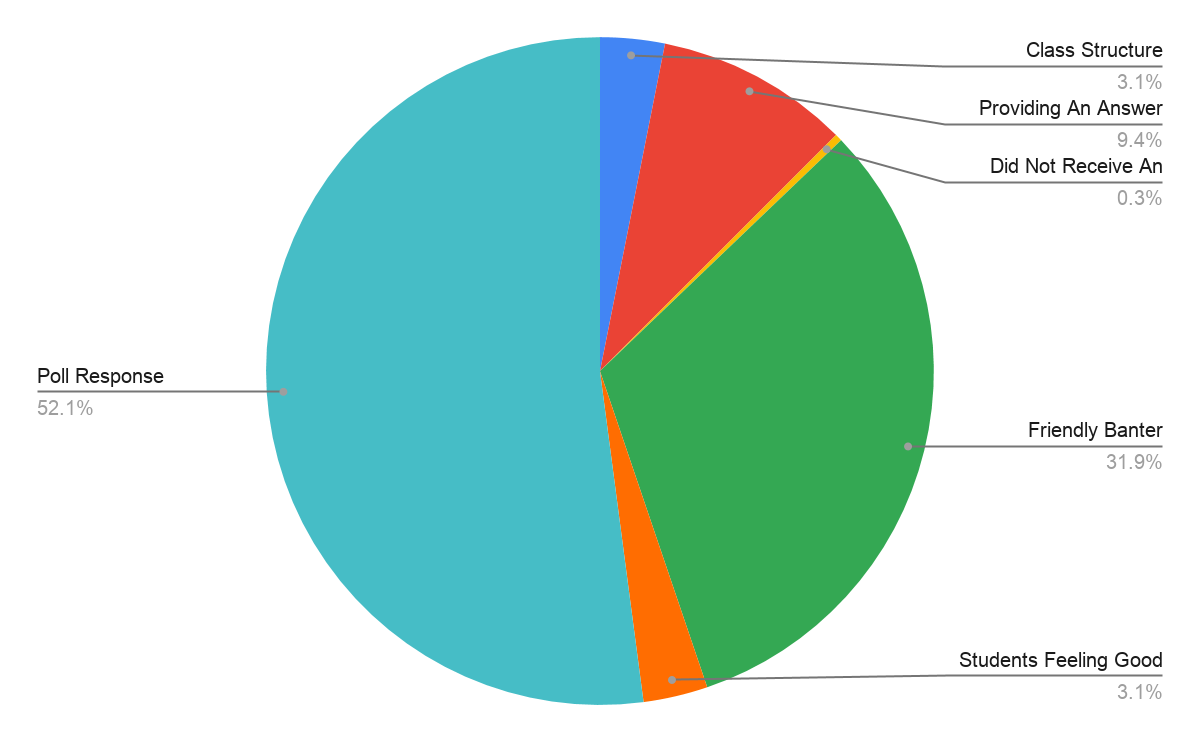 Class Structure
3.1%
Providing An Answer
9.4%
Did Not Receive An
0.3%
Poll Response
52.1%
Friendly Banter
31.9%
Students Feeling Good
3.1%